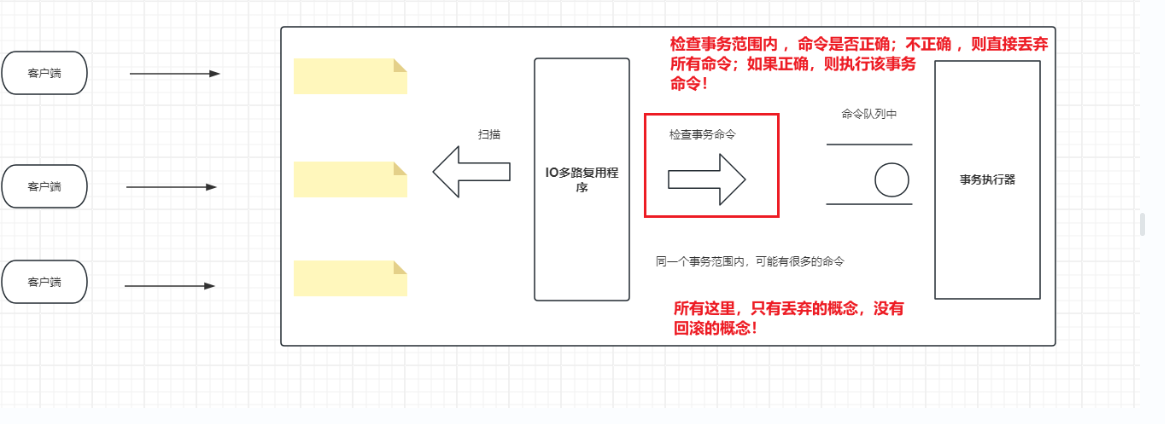 检查事务范围内，命令是否正确；不正确，则直接丢弃
所有命令；如果正确，则执行该事务
命令！
客户端
命令队列中
扫描
检查事务命令
IO多路复用程
序
事务执行器
客户端
同一个事务范围内，可能有很多的命令
客户端
所有这里，只有丢弃的概念，没有
回滚的概念！